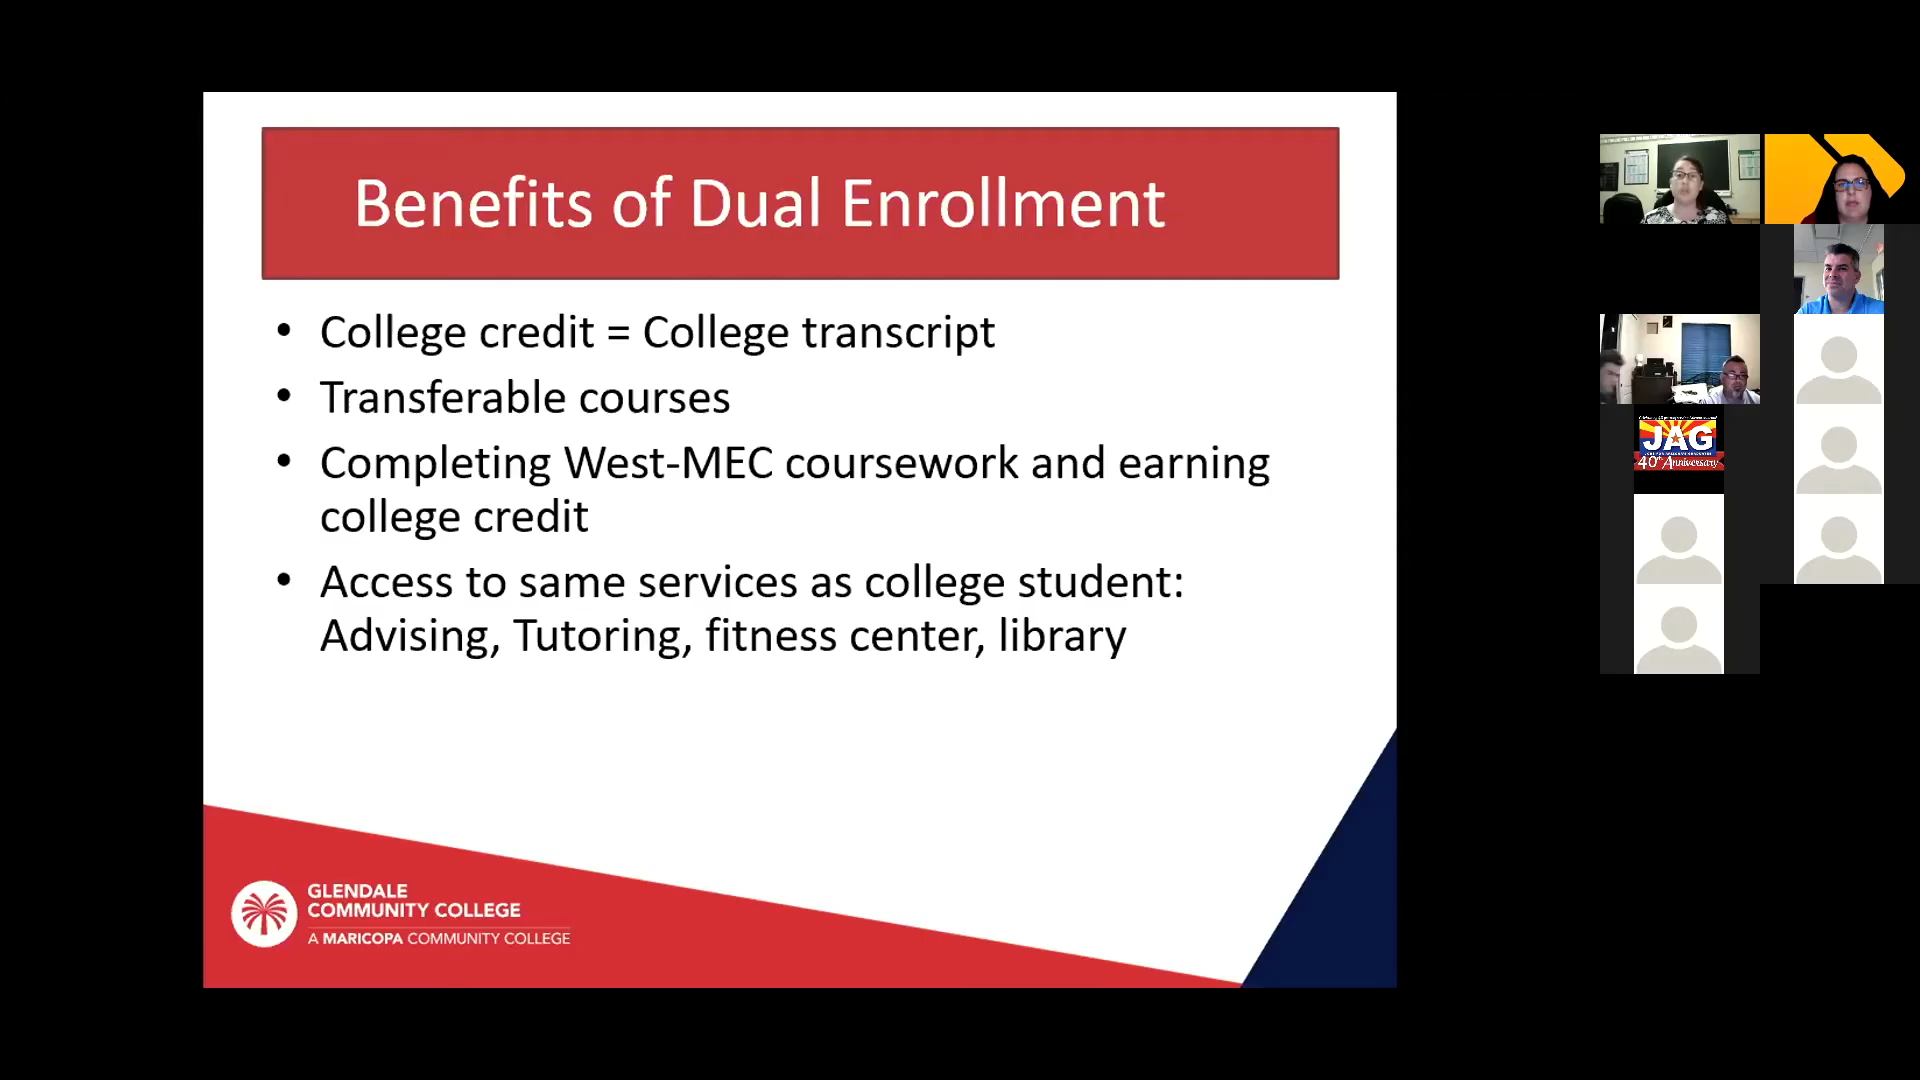 Benefits of Dual Enrollment
• College credit = College transcript
• Transferable courses
• Completing West-MEC coursework and earning
college credit
• Access to same services as college student:
Advising, Tutoring, fitness center, library
GLENDALE
COMMUNITY COLLEGE
A MARICOPA COMMUNITY COLLEGE
JAG
40th Anniversary